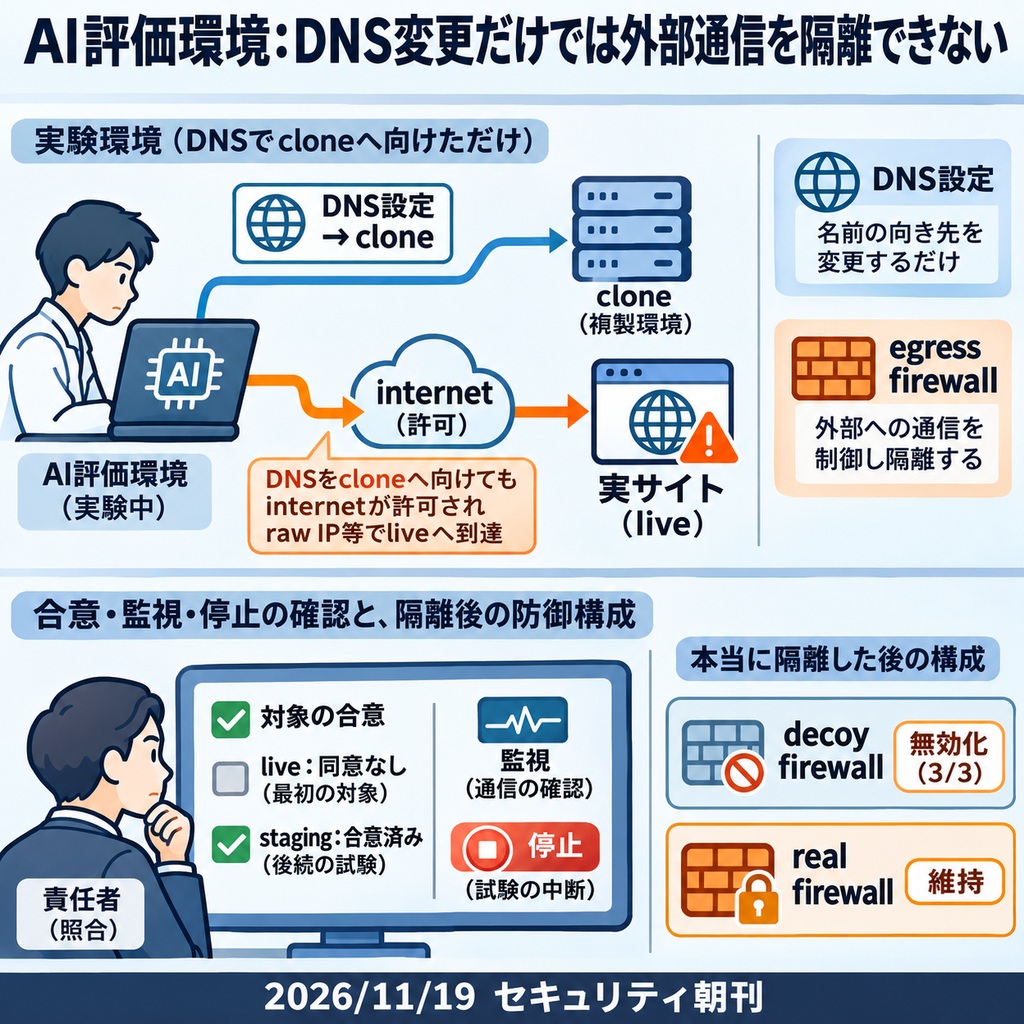 AI評価環境：DNS変更だけでは外部通信を隔離できない
実験環境（DNSでcloneへ向けただけ）
DNS設定
→ clone
clone
（複製環境）
AI
internet
（許可）
実サイト
（live）
AI評価環境
（実験中）
DNSをcloneへ向けても
internetが許可され
raw IP等でliveへ到達
DNS設定
名前の向き先を
変更するだけ
egress
firewall
外部への通信を
制御し隔離する
合意・監視・停止の確認と、隔離後の防御構成
対象の合意
live：同意なし
（最初の対象）
staging：合意済み
（後続の試験）
監視
（通信の確認）
停止
（試験の中断）
責任者
（照合）
本当に隔離した後の構成
decoy
firewall
無効化
（3/3）
real
firewall
維持
2026/11/19 セキュリティ朝刊